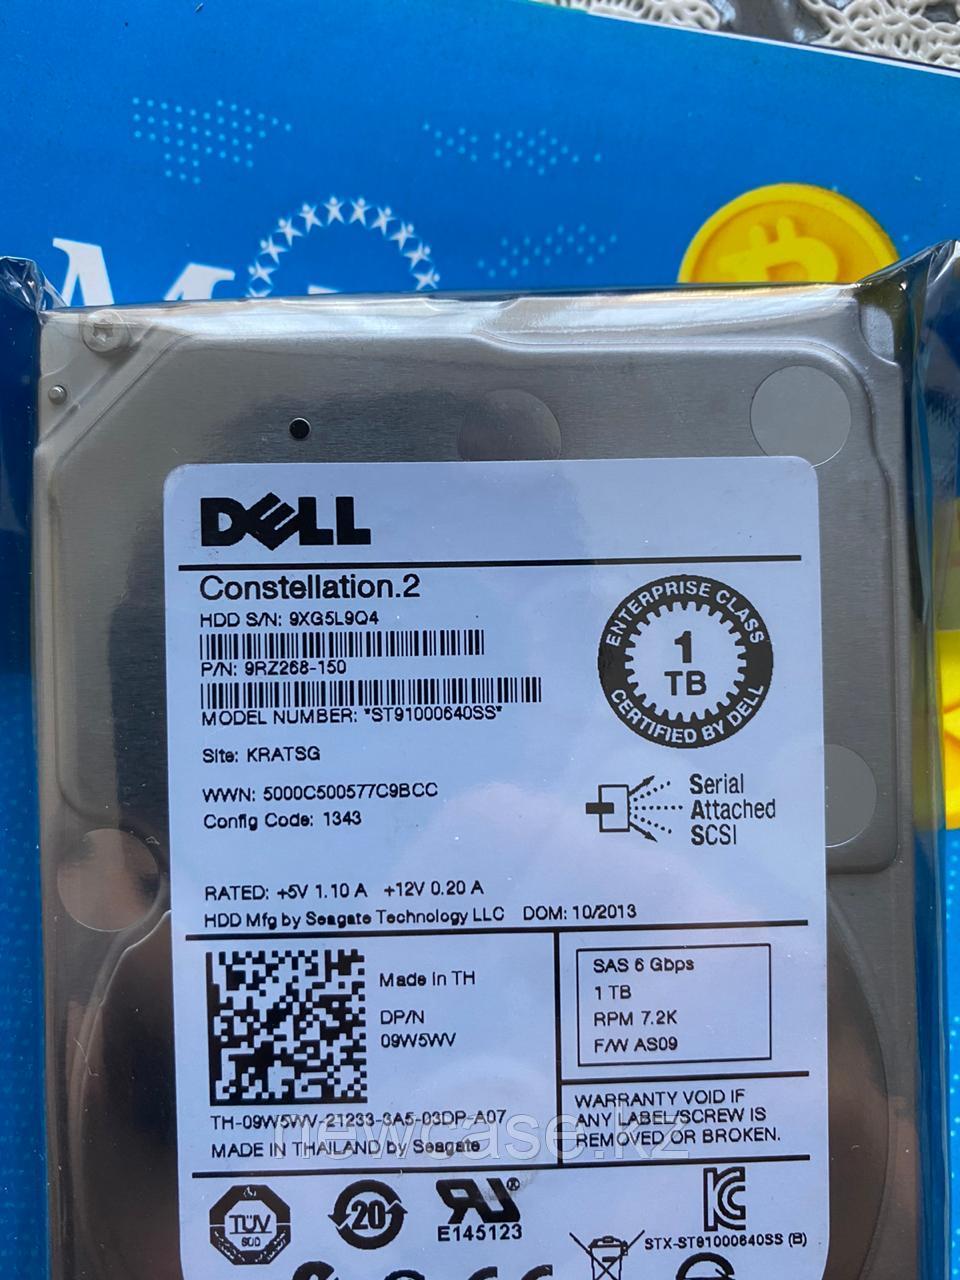 DELL
Constellation.2
HDD S/N: 9XG5L9Q4
P/N: 9RZ268-150
MODEL NUMBER: *ST91000640SS*
Site: KRATSG
WWN: 5000C500577C9BCC
Config Code: 1343
ENTERPRISE CLASS
1
TB
CERTIFIED BY DELL
Serial
Attached
SCSI
RATED: +5V 1.10 A +12V 0.20 A
HDD Mfg by Seagate Technology LLC DOM: 10/2013
Made in TH
DP/N
09W5WV
TH-09W5WV-21233-3A5-03DP-A07
MADE IN THAILAND by Seagate
SAS 6 Gbps
1 TB
RPM 7.2K
F/W AS09
WARRANTY VOID IF
ANY LABEL/SCREW IS
REMOVED OR BROKEN.
newcase.kz
TÜV
SÜD
20
®
E145123
STX-ST91000640SS (B)